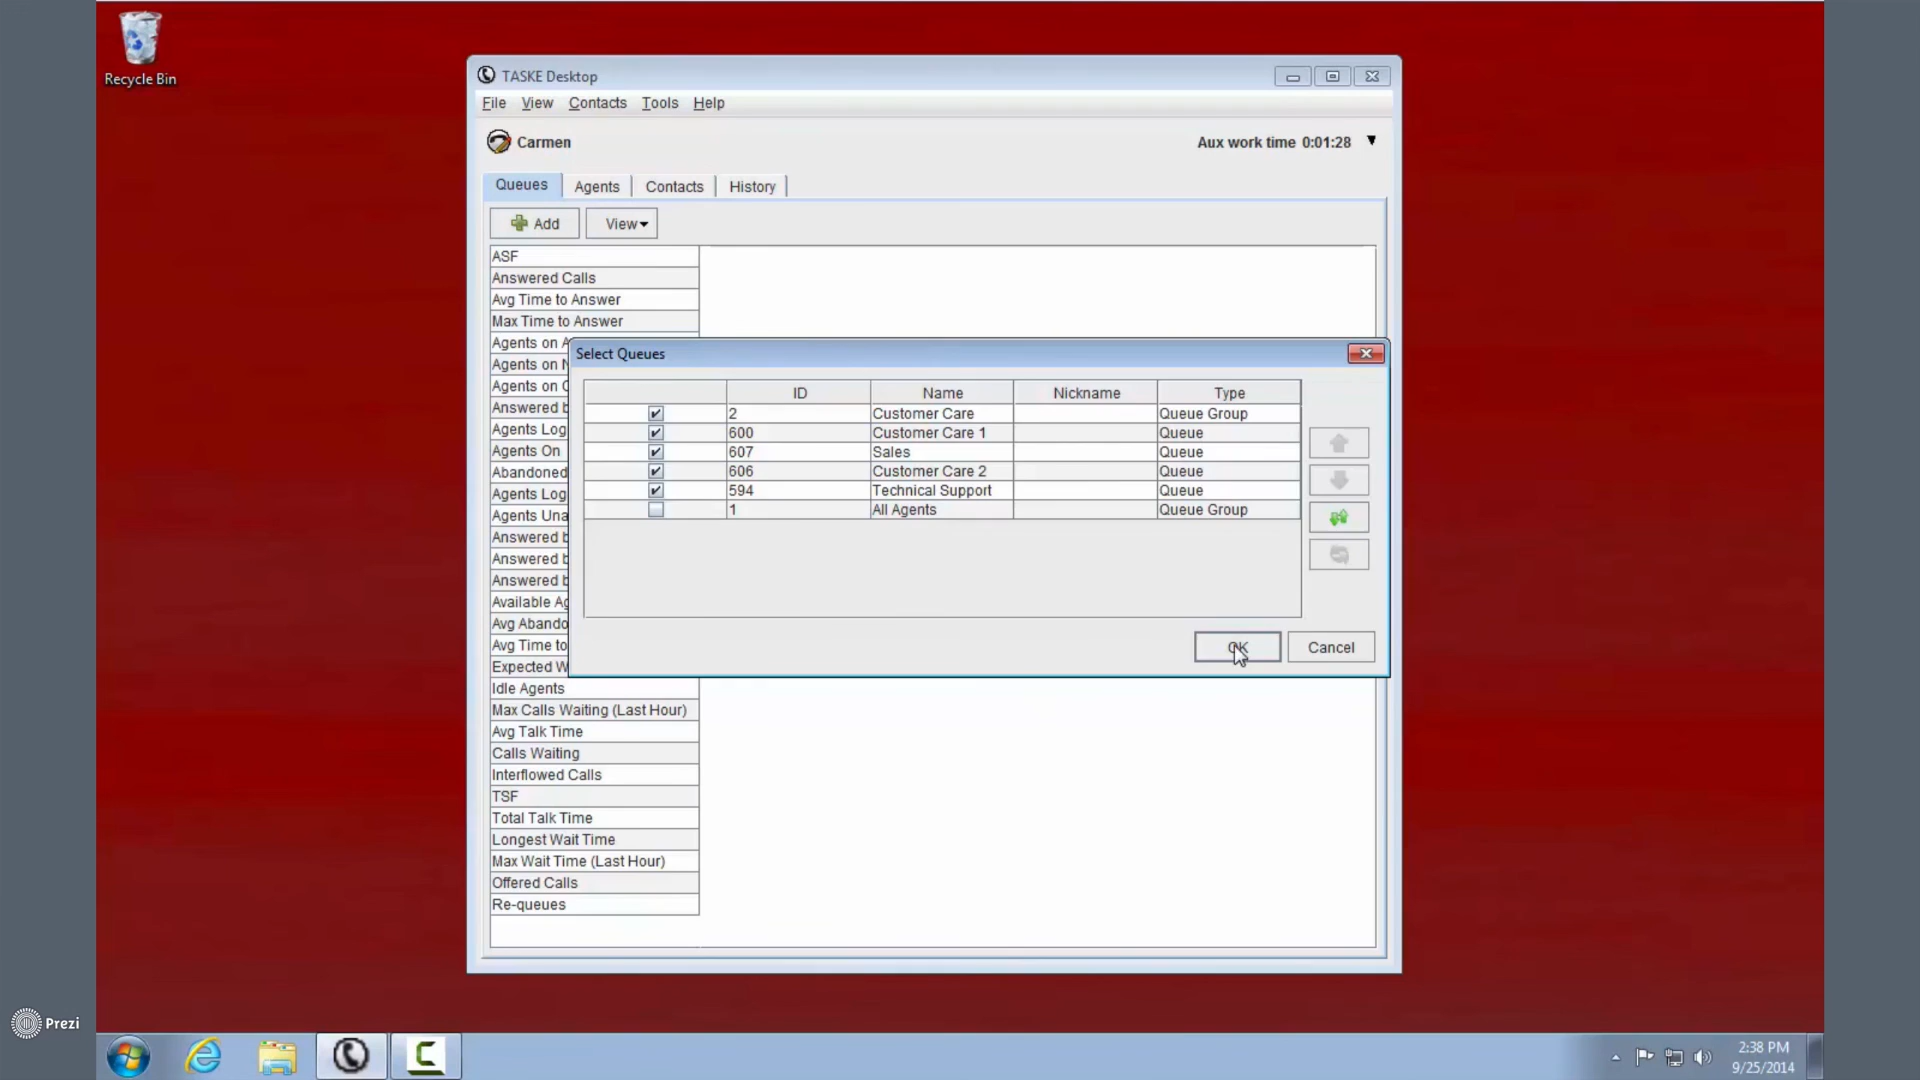 Recycle Bin
TASKE Desktop
File View Contacts Tools Help
Carmen
Aux work time 0:01:28
Queues Agents Contacts History
Add View
ASF
Answered Calls
Avg Time to Answer
Max Time to Answer
Agents on
Agents on
Agents on
Answered
Agents Log
Agents On
Abandoned
Agents Log
Agents Una
Answered
Answered
Answered
Available Ag
Avg Abando
Avg Time to
Expected W
Idle Agents
Max Calls Waiting (Last Hour)
Avg Talk Time
Calls Waiting
Interflowed Calls
TSF
Total Talk Time
Longest Wait Time
Max Wait Time (Last Hour)
Offered Calls
Re-queues
Select Queues
ID Name Nickname Type
2 Customer Care Queue Group
600 Customer Care 1 Queue
607 Sales Queue
606 Customer Care 2 Queue
594 Technical Support Queue
1 All Agents Queue Group
OK Cancel
Prezi
2:38 PM
9/25/2014